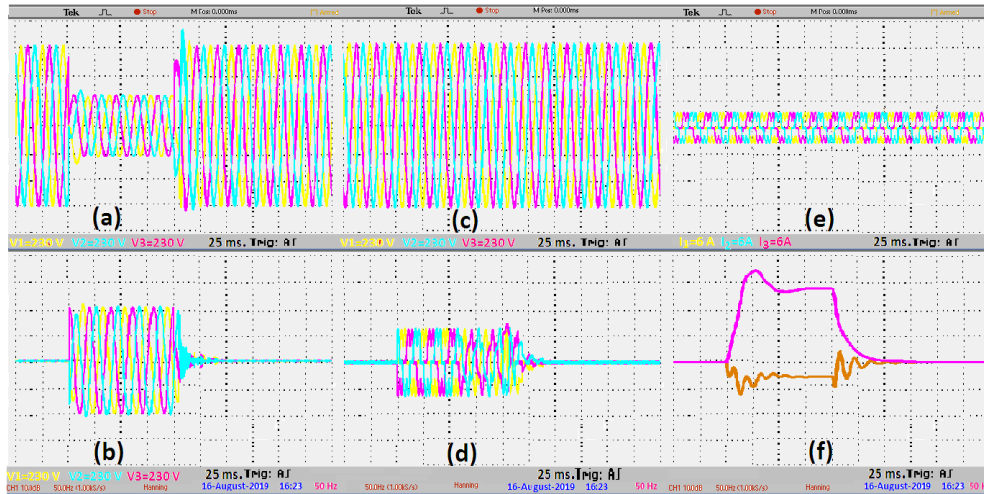 Tek Stop M Pos: 0.000ms
Tek Stop M Pos: 0.000ms
Tek Stop M Pos: 0.000ms
(a) (c) (e)
V1=230 V V2=230 V V3=230 V 25 ms. Trig:
V1=230 V V2=230 V V3=230 V 25 ms. Trig:
I1=6 A I3=6A 25 ms. Trig:
(b) (d) (f)
V1=230 V V2=230 V V3=230 V 25 ms. Trig:
25 ms. Trig:
25 ms. Trig:
CH1 10.0dB 50.0Hz (1.00kS/s) Hanning 16-August-2019 16:23 50 Hz
50.0Hz (1.00kS/s) Hanning 16-August-2019 16:23 50 Hz
CH1 10.0dB 50.0Hz (1.00kS/s) Hanning 16-August-2019 16:23 50 H